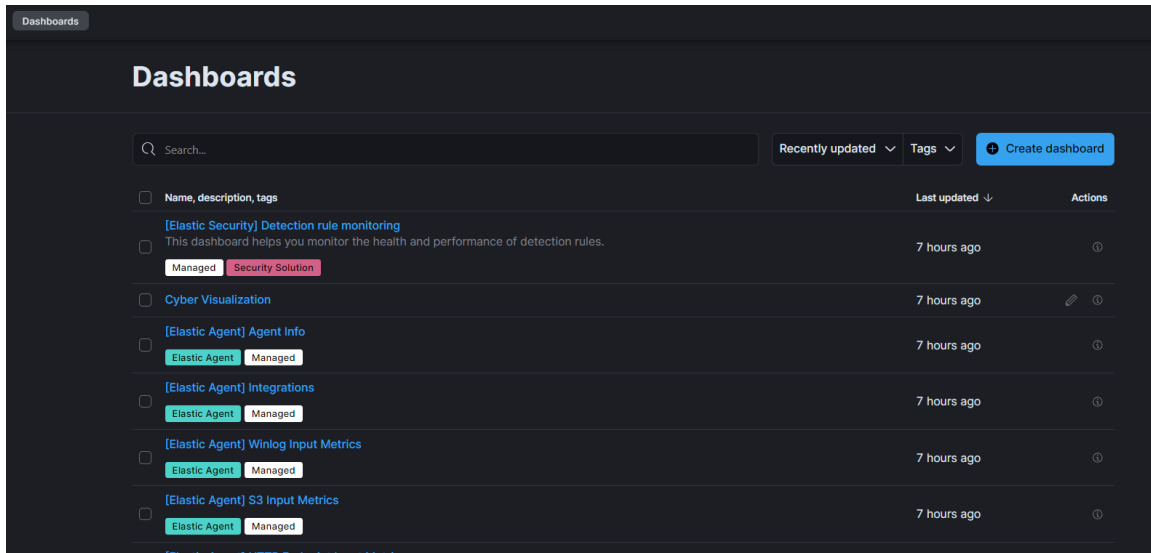 Dashboards
Dashboards
Search...
Recently updated
Tags
Create dashboard
Name, description, tags
Last updated
Actions
[Elastic Security] Detection rule monitoring
This dashboard helps you monitor the health and performance of detection rules.
7 hours ago
Managed
Security Solution
Cyber Visualization
7 hours ago
[Elastic Agent] Agent Info
7 hours ago
Elastic Agent
Managed
[Elastic Agent] Integrations
7 hours ago
Elastic Agent
Managed
[Elastic Agent] Winlog Input Metrics
7 hours ago
Elastic Agent
Managed
[Elastic Agent] S3 Input Metrics
7 hours ago
Elastic Agent
Managed